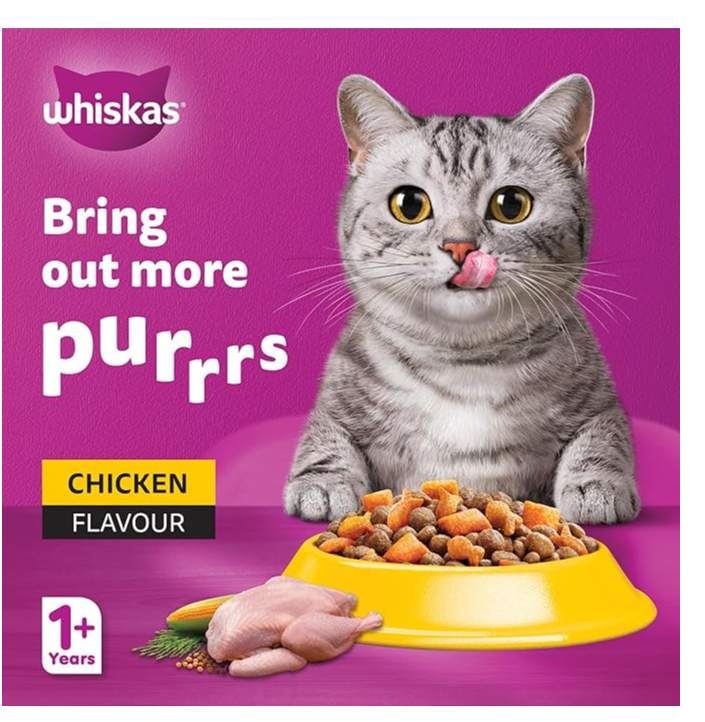 whiskas®
Bring
out more
purrrs
CHICKEN
FLAVOUR
1+
Years